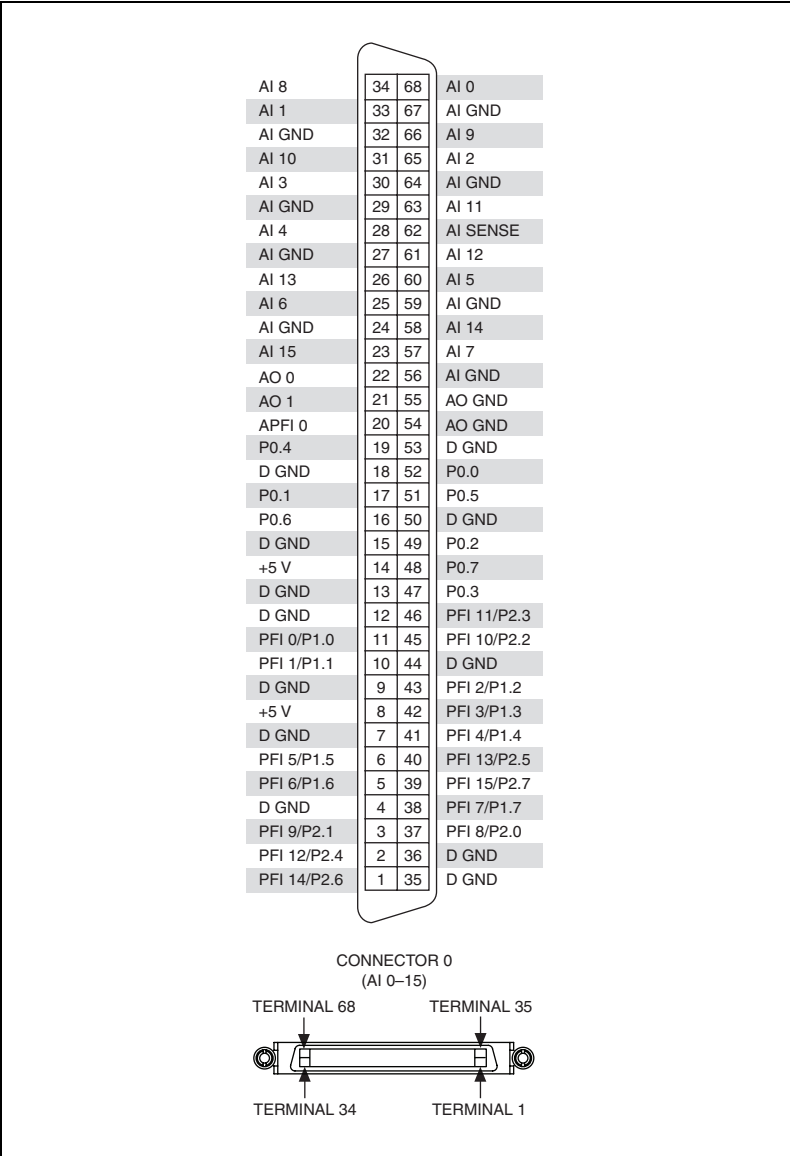 AI 8 34 68 AI 0
AI 1 33 67 AI GND
AI GND 32 66 AI 9
AI 10 31 65 AI 2
AI 3 30 64 AI GND
AI GND 29 63 AI 11
AI 4 28 62 AI SENSE
AI GND 27 61 AI 12
AI 13 26 60 AI 5
AI 6 25 59 AI GND
AI GND 24 58 AI 14
AI 15 23 57 AI 7
AO 0 22 56 AI GND
AO 1 21 55 AO GND
APFI 0 20 54 AO GND
P0.4 19 53 D GND
D GND 18 52 P0.0
P0.1 17 51 P0.5
P0.6 16 50 D GND
D GND 15 49 P0.2
+5 V 14 48 P0.7
D GND 13 47 P0.3
D GND 12 46 PFI 11/P2.3
PFI 0/P1.0 11 45 PFI 10/P2.2
PFI 1/P1.1 10 44 D GND
D GND 9 43 PFI 2/P1.2
+5 V 8 42 PFI 3/P1.3
D GND 7 41 PFI 4/P1.4
PFI 5/P1.5 6 40 PFI 13/P2.5
PFI 6/P1.6 5 39 PFI 15/P2.7
D GND 4 38 PFI 7/P1.7
PFI 9/P2.1 3 37 PFI 8/P2.0
PFI 12/P2.4 2 36 D GND
PFI 14/P2.6 1 35 D GND
CONNECTOR 0
(AI 0–15)
TERMINAL 68 TERMINAL 35
TERMINAL 34 TERMINAL 1